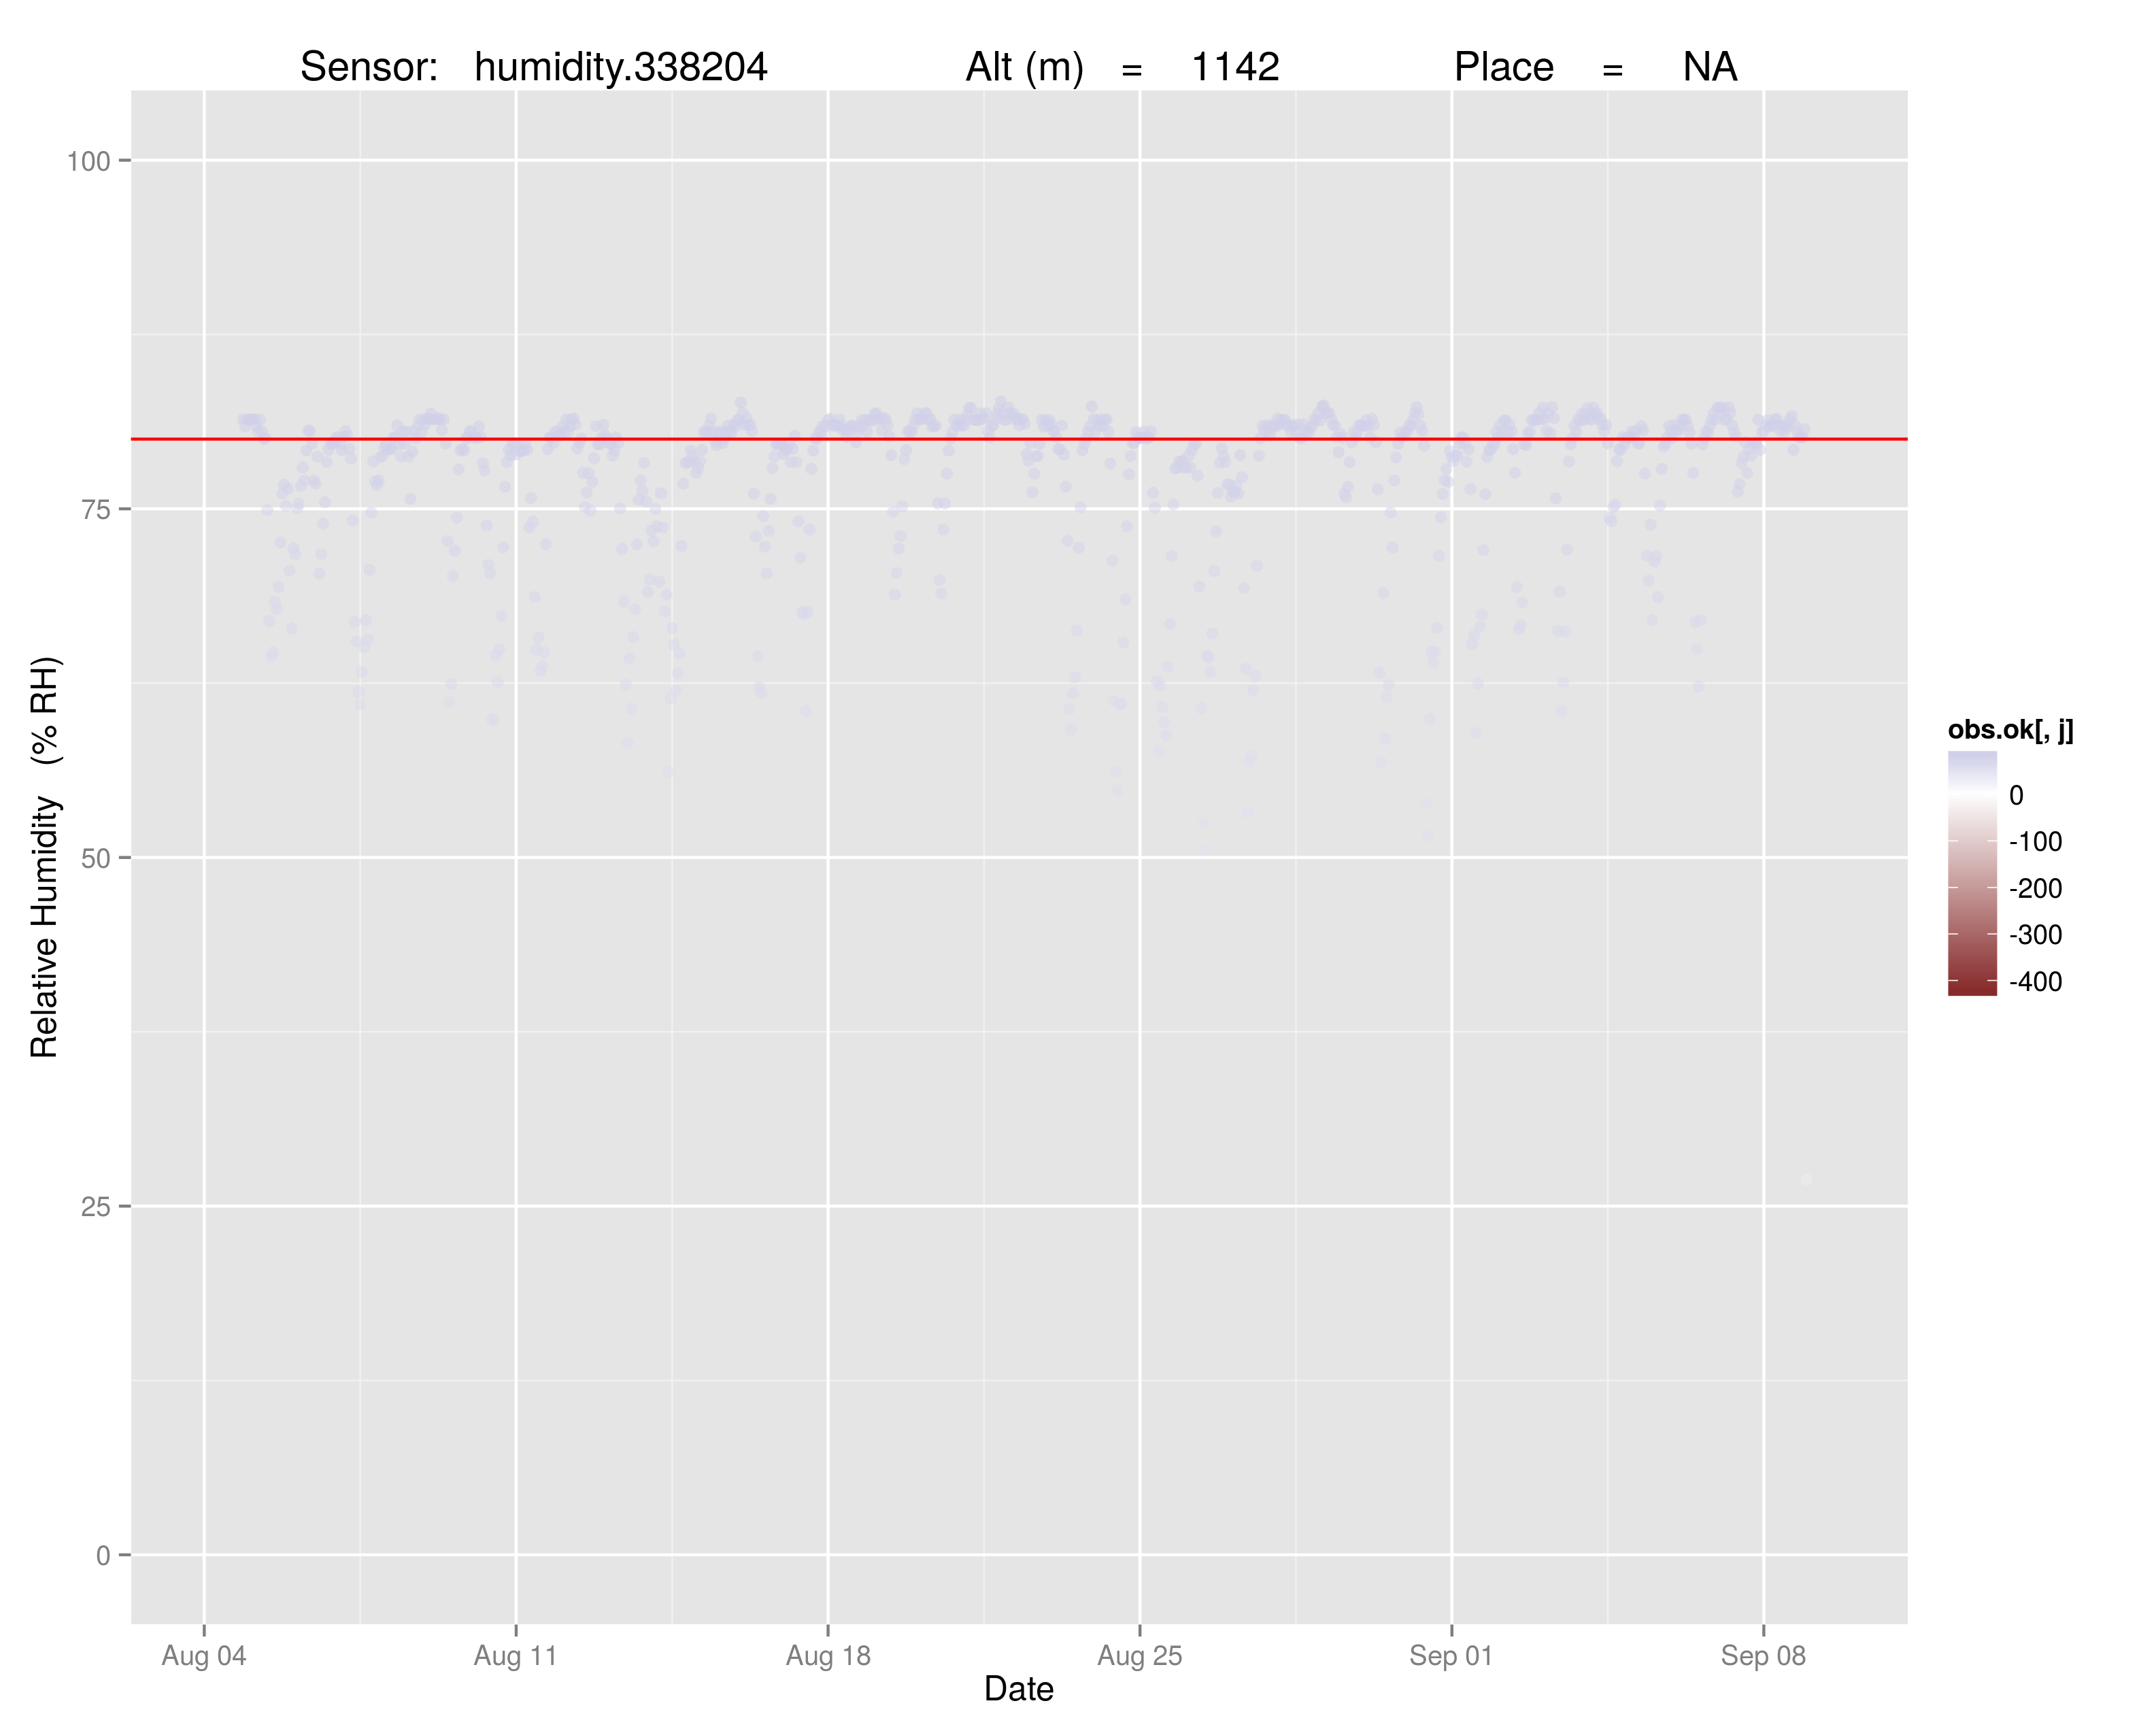 Sensor: humidity.338204 Alt (m) = 1142 Place = NA
100
75
50
25
0
Relative Humidity (% RH)
Aug 04 Aug 11 Aug 18 Aug 25 Sep 01 Sep 08
Date
obs.ok[, j]
0
-100
-200
-300
-400